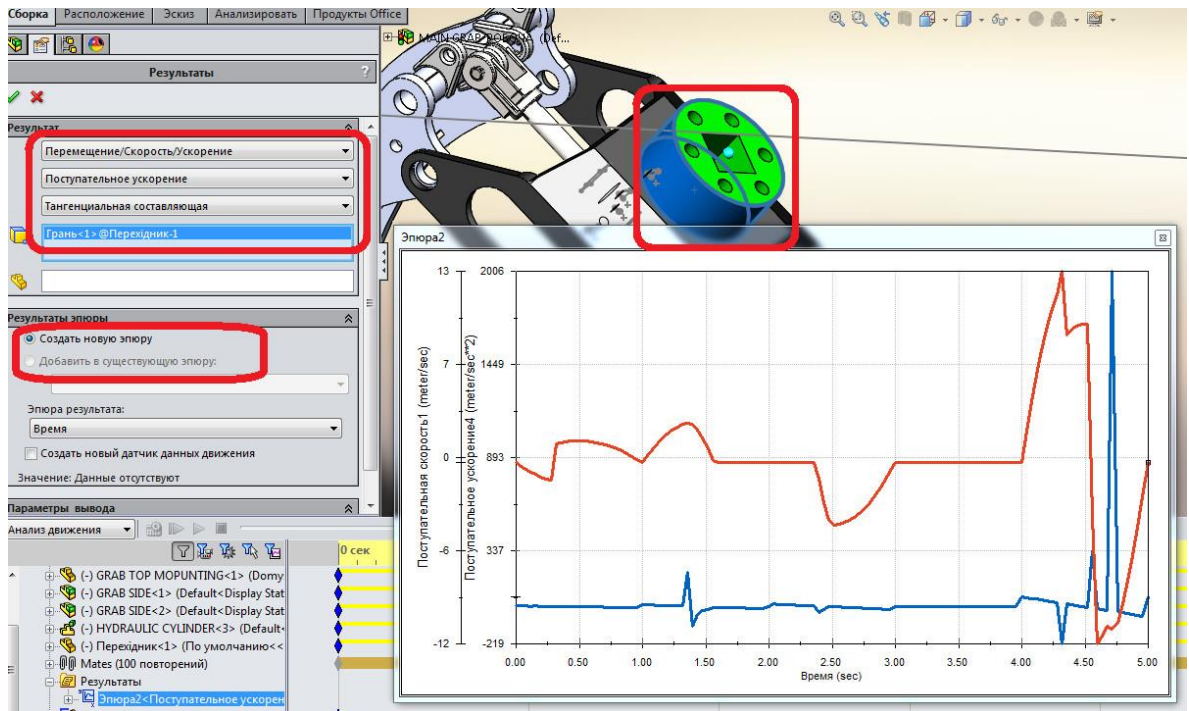 Сборка Расположение Эскиз Анализировать Продукты Office
MAIN GRAB
(Def...
Результаты
?
Результат
Перемещение/Скорость/Ускорение
Поступательное ускорение
Тангенциальная составляющая
Грань<1>@Перехідник-1
Результаты эпюры
Создать новую эпюру
Добавить в существующую эпюру:
Эпюра результата:
Время
Создать новый датчик данных движения
Значение: Данные отсутствуют
Параметры вывода
Анализ движения
0 сек
(-) GRAB TOP MOPUNTING<1> (Domy
(-) GRAB SIDE<1> (Default<Display Stat
(-) GRAB SIDE<2> (Default<Display Stat
(-) HYDRAULIC CYLINDER<3> (Default<
(-) Перехідник<1> (По умолчанию<<
Mates (100 повторений)
Результаты
Эпюра2<Поступательное ускорен
Эпюра2
Поступательная скорость1 (meter/sec)
Поступательное ускорение4 (meter/sec**2)
13 2006
7 1449
0 893
-6 337
-12 -219
0.00 0.50 1.00 1.50 2.00 2.50 3.00 3.50 4.00 4.50 5.00
Время (sec)